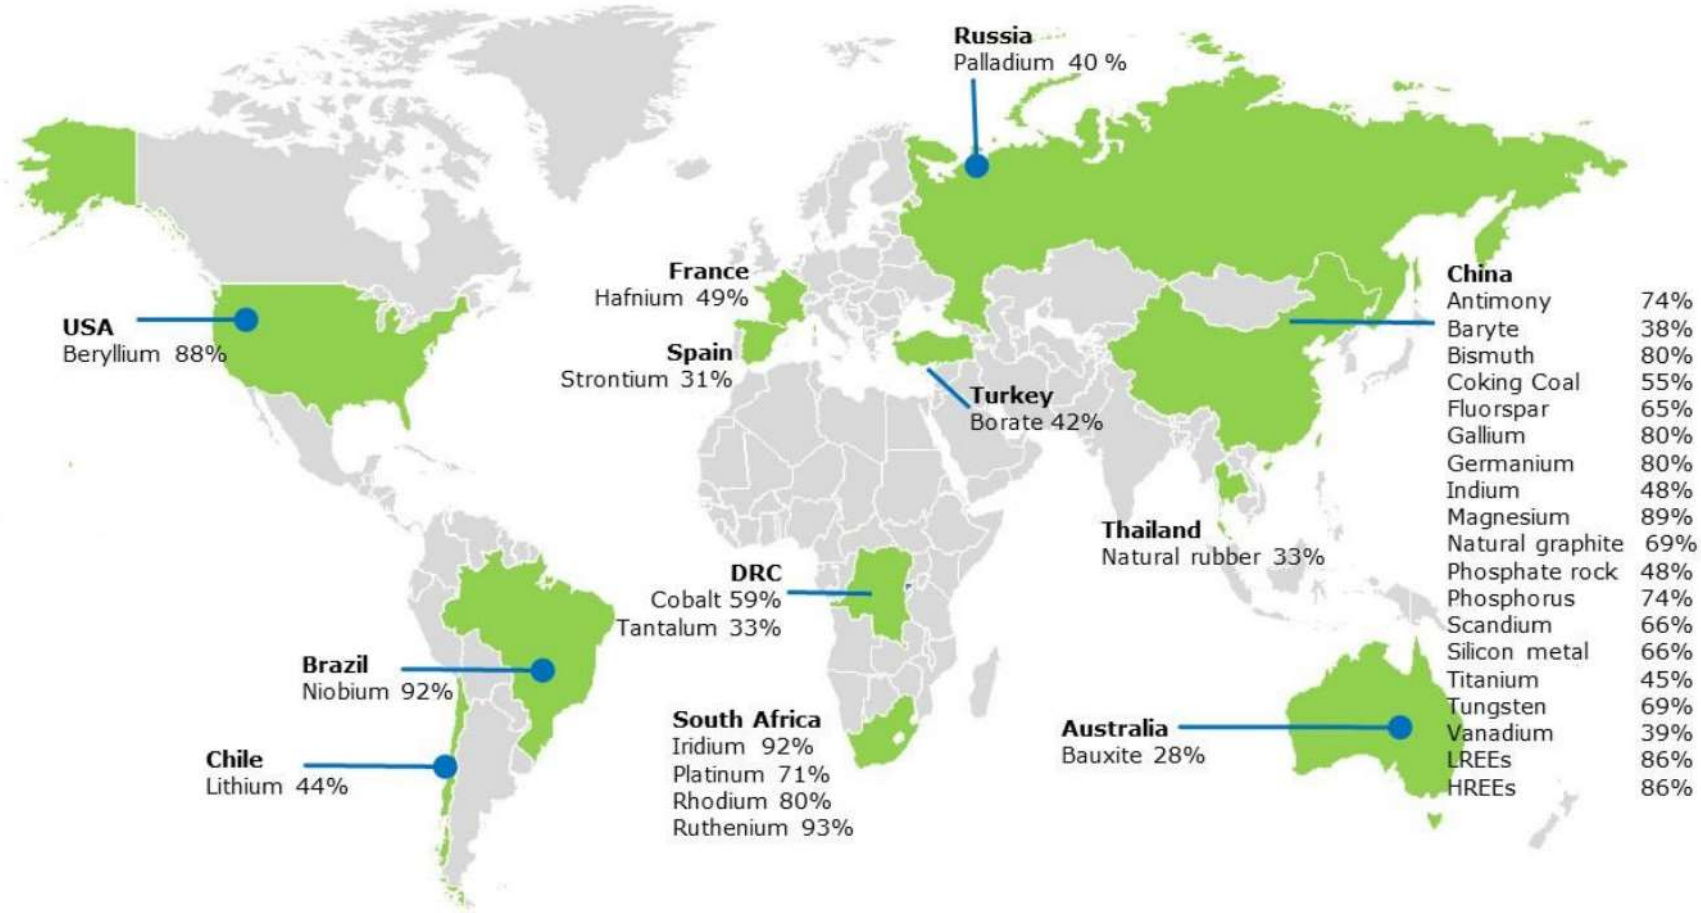 Russia
Palladium 40 %
France
Hafnium 49%
USA
Beryllium 88%
Spain
Strontium 31%
Turkey
Borate 42%
China
Antimony 74%
Baryte 38%
Bismuth 80%
Coking Coal 55%
Fluorspar 65%
Gallium 80%
Germanium 80%
Indium 48%
Magnesium 89%
Natural graphite 69%
Phosphate rock 48%
Phosphorus 74%
Scandium 66%
Silicon metal 66%
Titanium 45%
Tungsten 69%
Vanadium 39%
LREEs 86%
HREEs 86%
Thailand
Natural rubber 33%
DRC
Cobalt 59%
Tantalum 33%
Brazil
Niobium 92%
South Africa
Iridium 92%
Platinum 71%
Rhodium 80%
Ruthenium 93%
Australia
Bauxite 28%
Chile
Lithium 44%